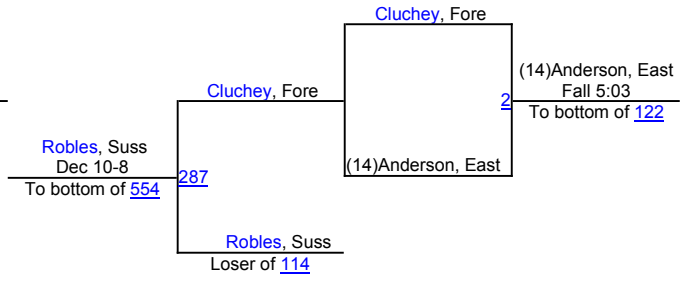 Cluchey, Fore
(14)Anderson, East
Fall 5:03
Cluchey, Fore
2
To bottom of 122
Robles, Suss
Dec 10-8
(14)Anderson, East
To bottom of 554
287
Robles, Suss
Loser of 114